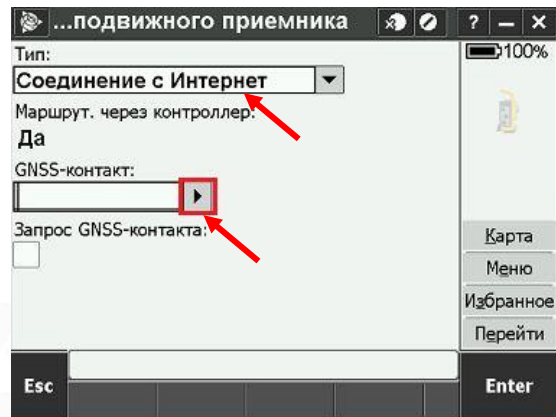 ...подвижного приемника ? – ×
Тип: 100%
Соединение с Интернет
Маршрут. через контроллер:
Да
GNSS-контакт:
Запрос GNSS-контакта:
Карта
Меню
Избранное
Перейти
Esc Enter